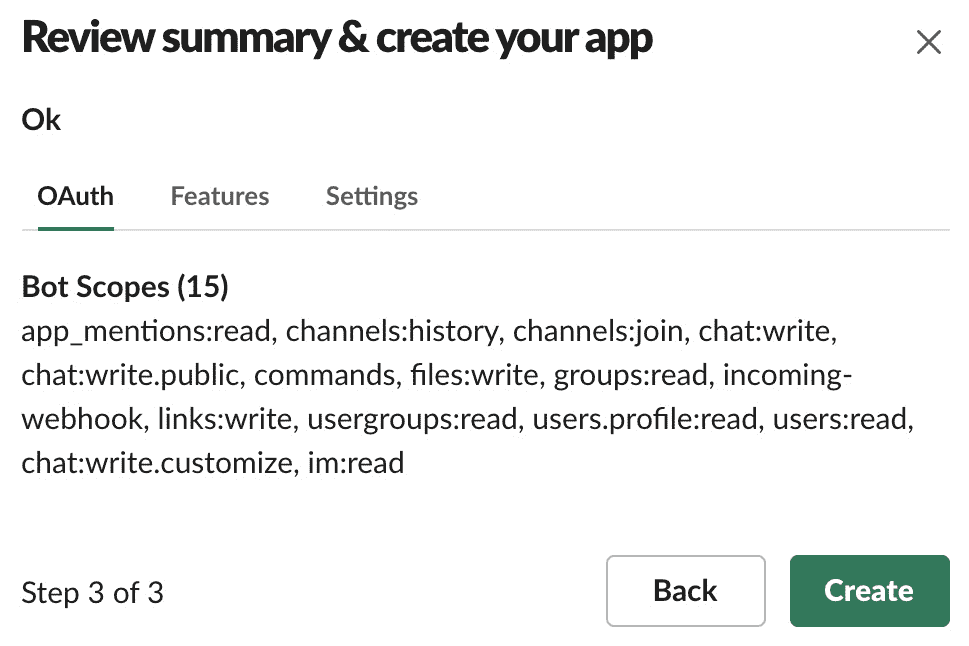 Review summary & create your app
Ok
OAuth Features Settings
Bot Scopes (15)
app_mentions:read, channels:history, channels:join, chat:write,
chat:write.public, commands, files:write, groups:read, incoming-
webhook, links:write, usergroups:read, users.profile:read, users:read,
chat:write.customize, im:read
Step 3 of 3 Back Create